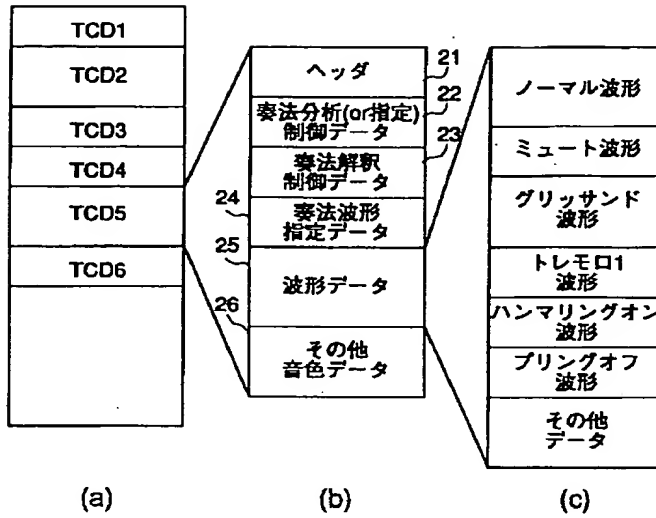 TCD1
TCD2
TCD3
TCD4
TCD5
TCD6
(a)
ヘッダ
21
奏法分析(or指定)
制御データ
22
奏法解釈
制御データ
23
奏法波形
指定データ
24
波形データ
25
その他
音色データ
26
(b)
ノーマル波形
ミュート波形
グリッサンド
波形
トレモロ1
波形
ハンマリングオン
波形
プリングオフ
波形
その他
データ
(c)